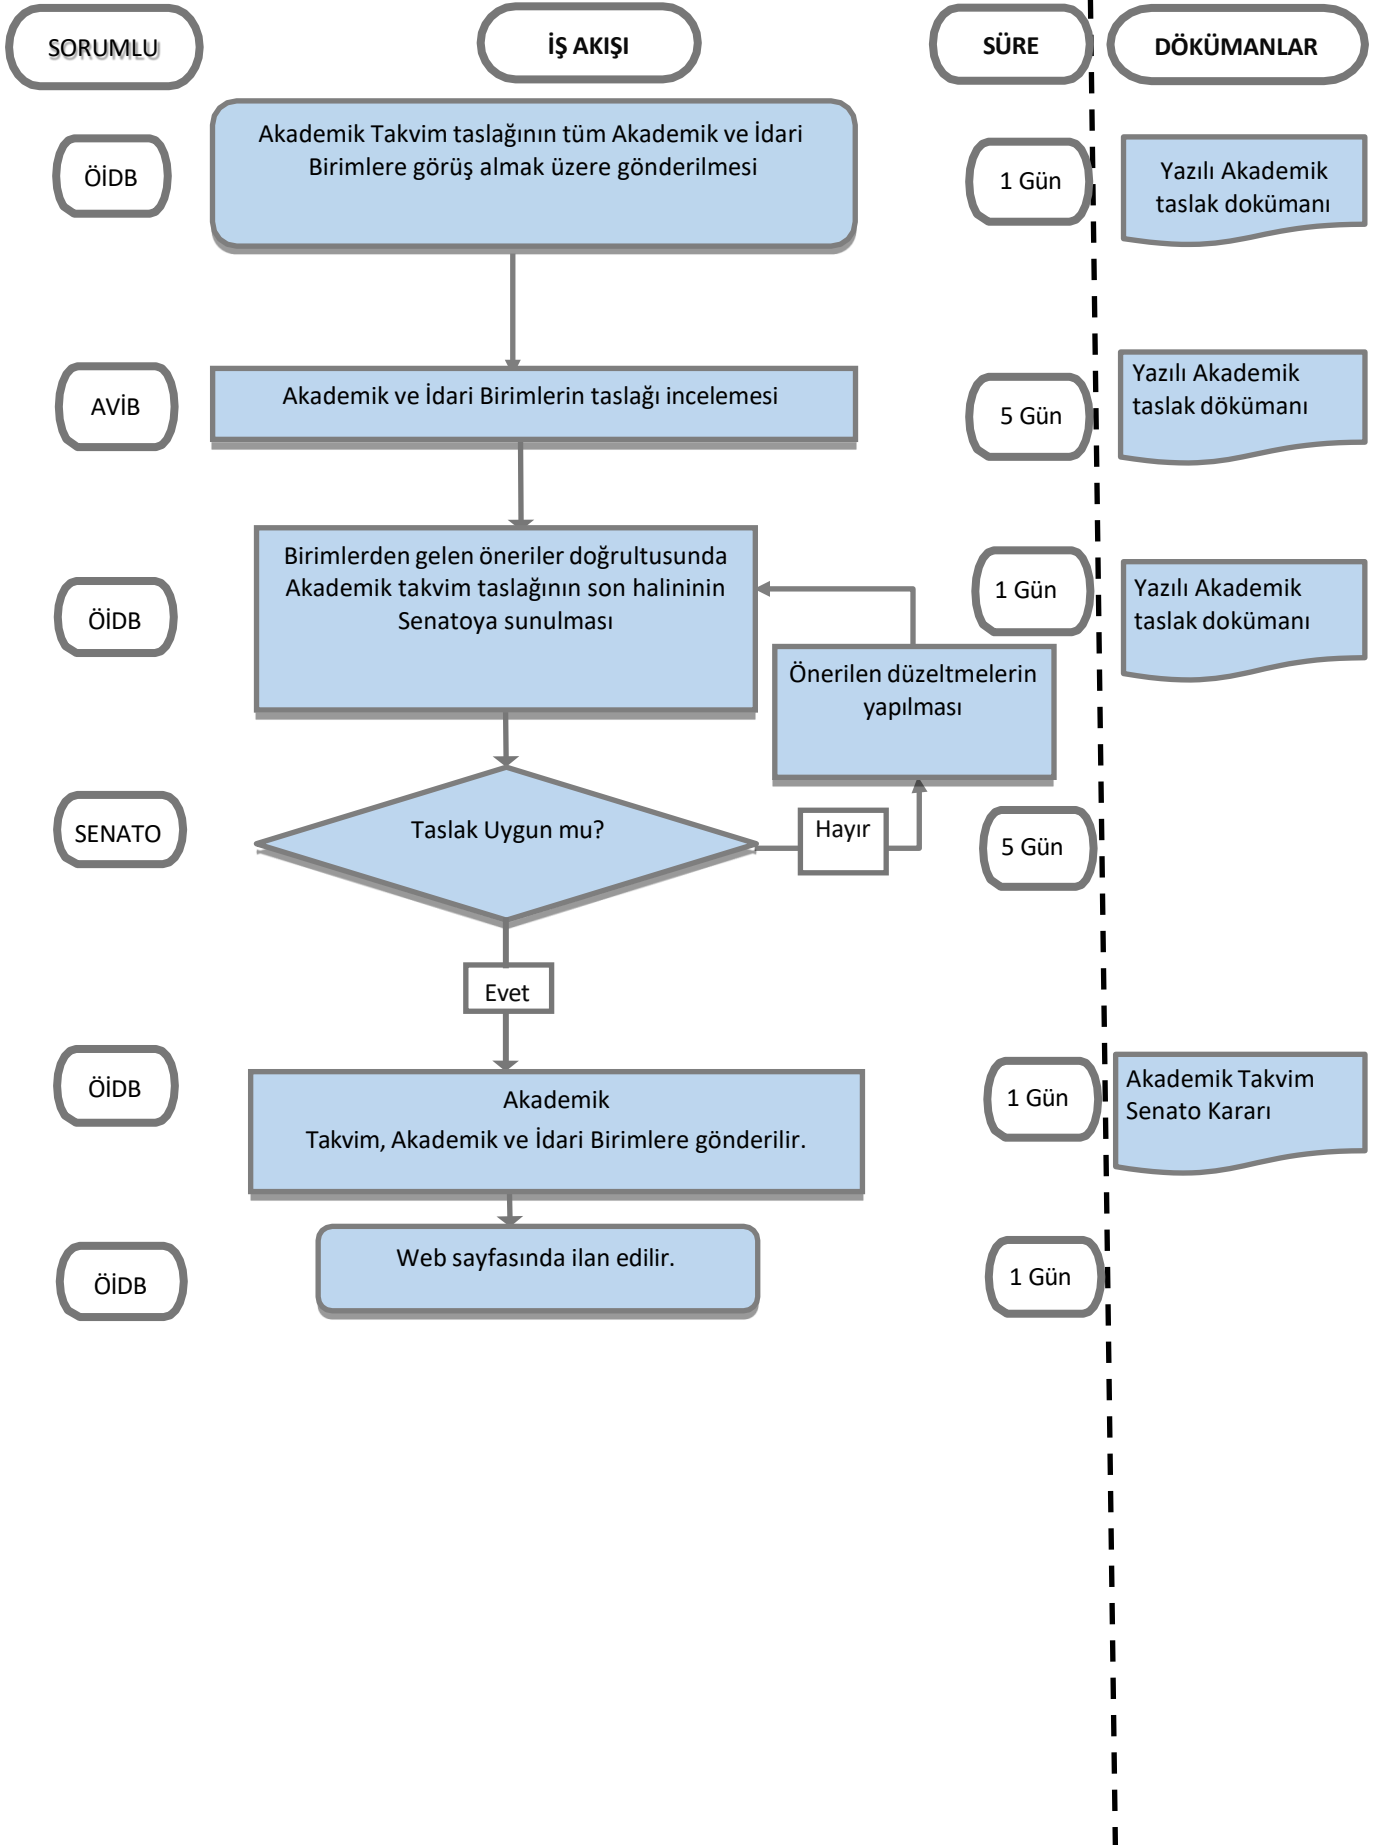 SORUMLU
İŞ AKIŞI
SÜRE
DÖKÜMANLAR
ÖİDB
Akademik Takvim taslağının tüm Akademik ve İdari
Birimlere görüş almak üzere gönderilmesi
1 Gün
Yazılı Akademik
taslak dokümanı
AVİB
Akademik ve İdari Birimlerin taslağı incelemesi
5 Gün
Yazılı Akademik
taslak dökümanı
ÖİDB
Birimlerden gelen öneriler doğrultusunda
Akademik takvim taslağının son halininin
Senatoya sunulması
1 Gün
Yazılı Akademik
taslak dokümanı
Önerilen düzeltmelerin
yapılması
SENATO
Taslak Uygun mu?
Hayır
5 Gün
Evet
ÖİDB
Akademik
Takvim, Akademik ve İdari Birimlere gönderilir.
1 Gün
Akademik Takvim
Senato Kararı
ÖİDB
Web sayfasında ilan edilir.
1 Gün